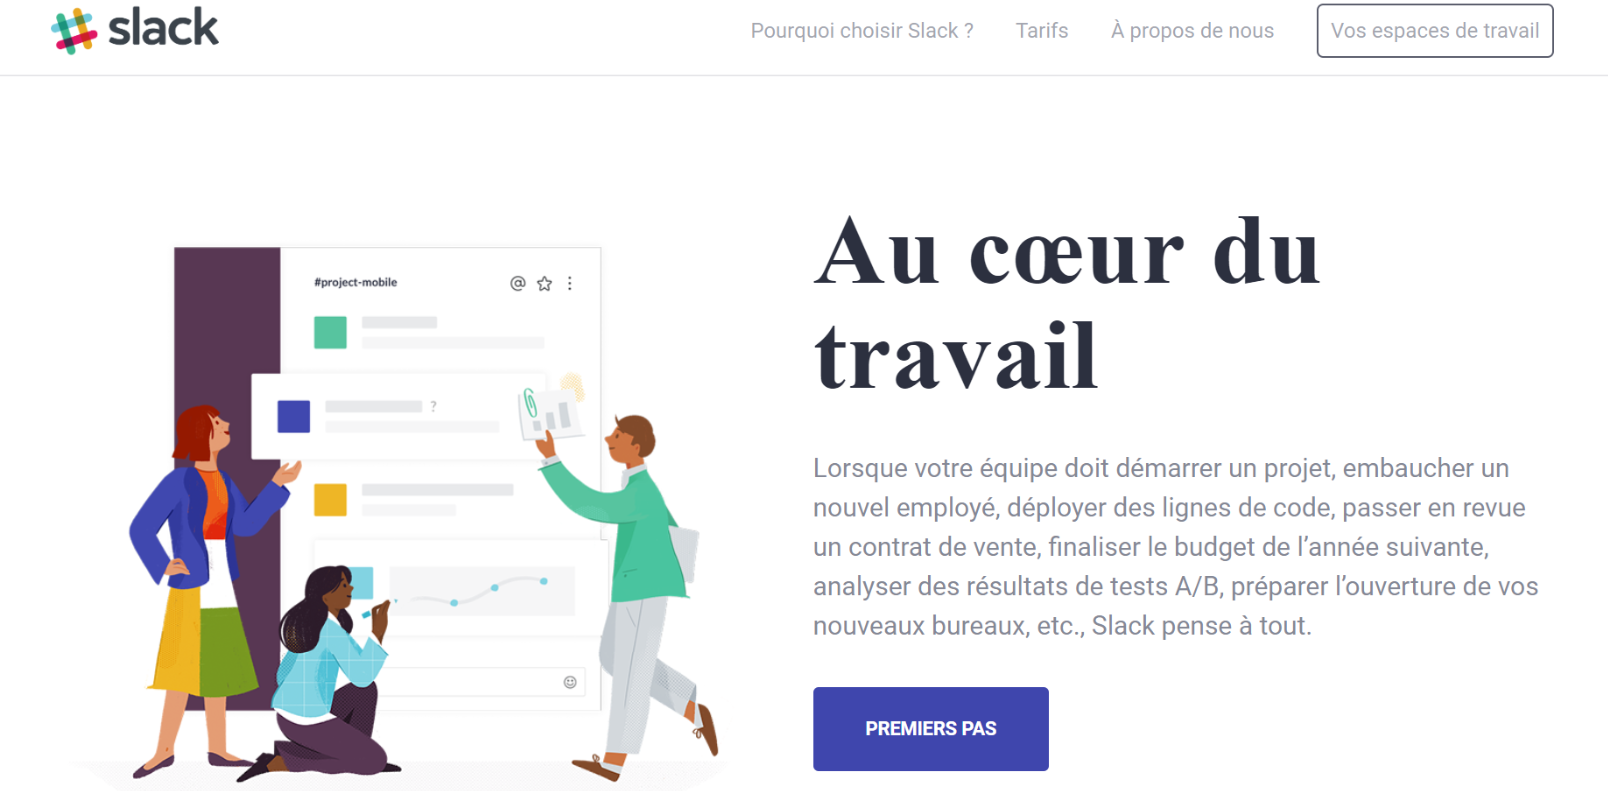 slack
Pourquoi choisir Slack ?
Tarifs
À propos de nous
Vos espaces de travail
#project-mobile
?
Au cœur du
travail
Lorsque votre équipe doit démarrer un projet, embaucher un
nouvel employé, déployer des lignes de code, passer en revue
un contrat de vente, finaliser le budget de l’année suivante,
analyser des résultats de tests A/B, préparer l’ouverture de vos
nouveaux bureaux, etc., Slack pense à tout.
PREMIERS PAS